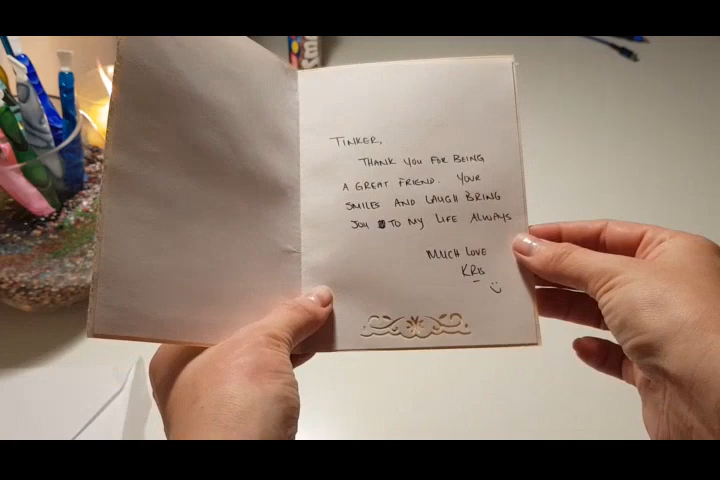 TINKER,
THANK YOU FOR BEING
A GREAT FRIEND. YOUR
SMILES AND LAUGH BRING
JOY TO MY LIFE ALWAYS
MUCH LOVE
KRIS